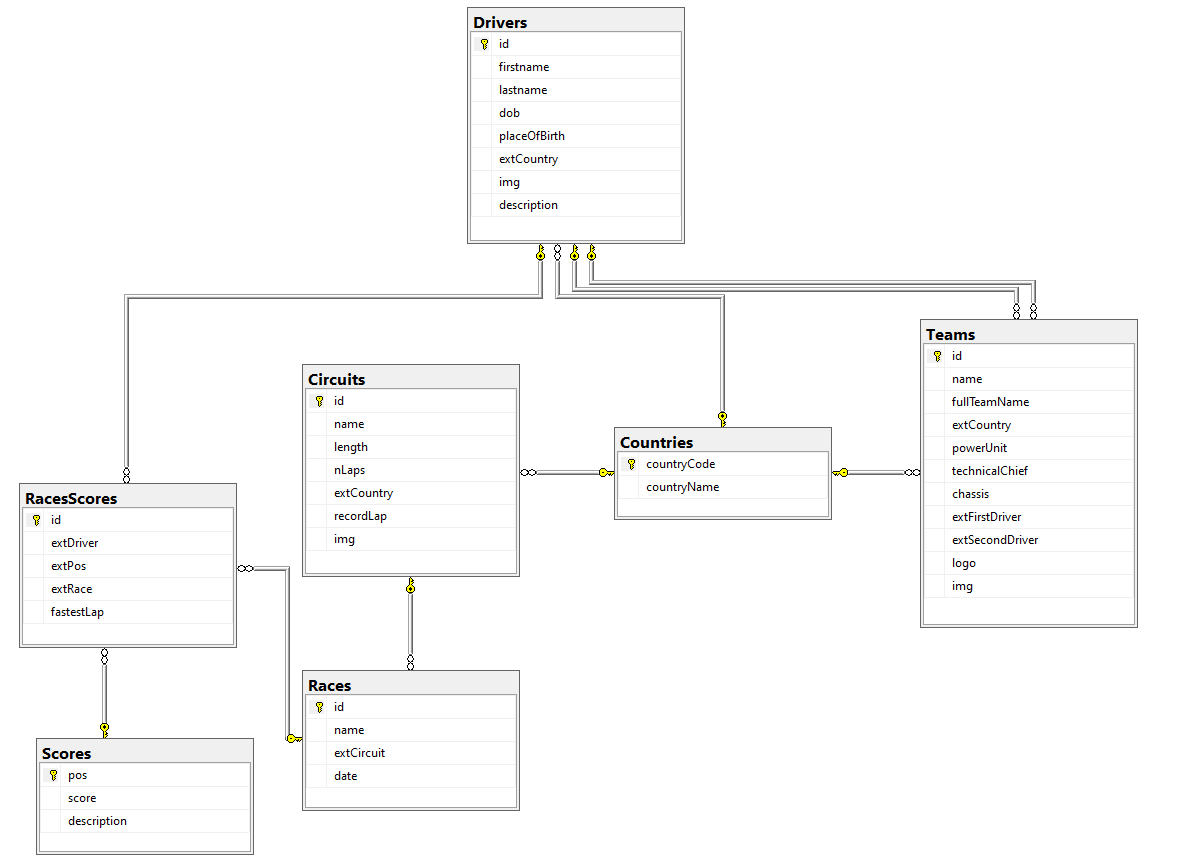 Drivers
id
firstname
lastname
dob
placeOfBirth
extCountry
img
description
Teams
id
name
fullTeamName
extCountry
powerUnit
technicalChief
chassis
extFirstDriver
extSecondDriver
logo
img
Circuits
id
name
length
nLaps
extCountry
recordLap
img
Countries
countryCode
countryName
RacesScores
id
extDriver
extPos
extRace
fastestLap
Races
id
name
extCircuit
date
Scores
pos
score
description